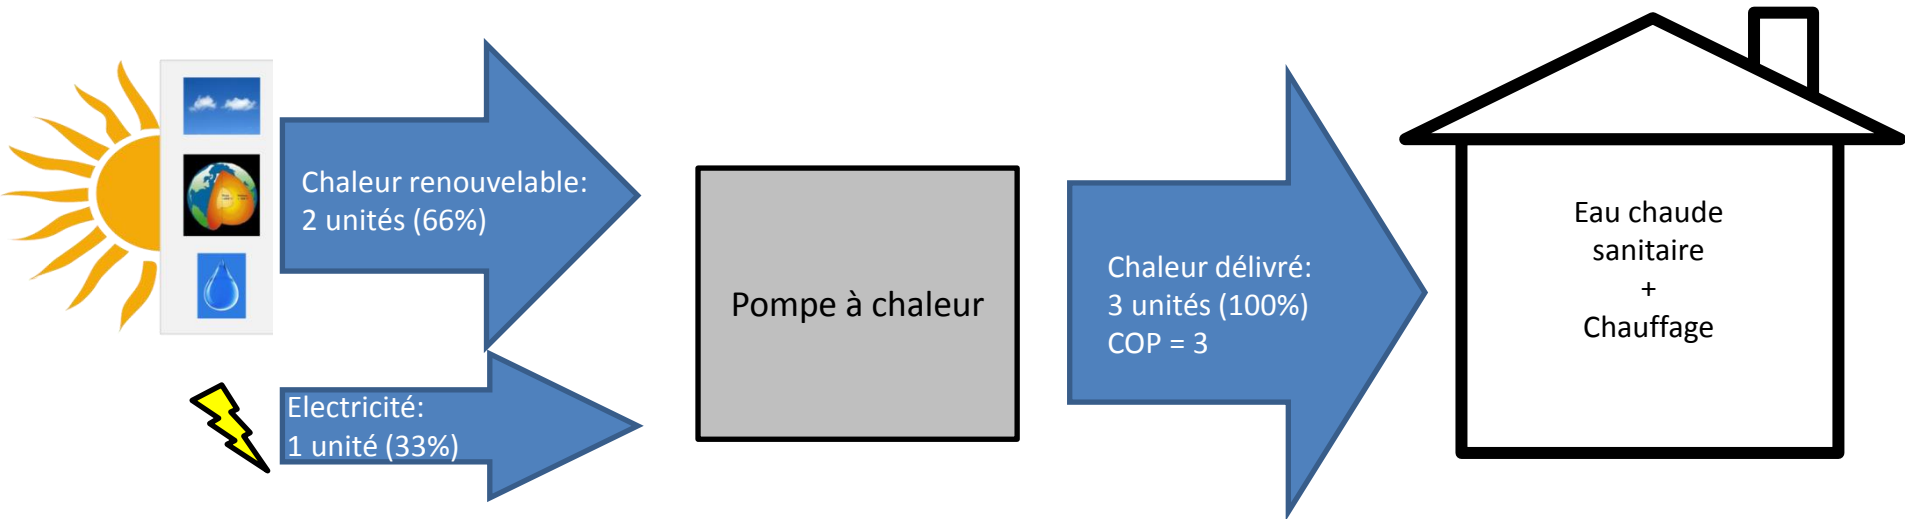 Chaleur renouvelable:
2 unités (66%)
Electricité:
1 unité (33%)
Pompe à chaleur
Chaleur délivré:
3 unités (100%)
COP = 3
Eau chaude
sanitaire
+
Chauffage